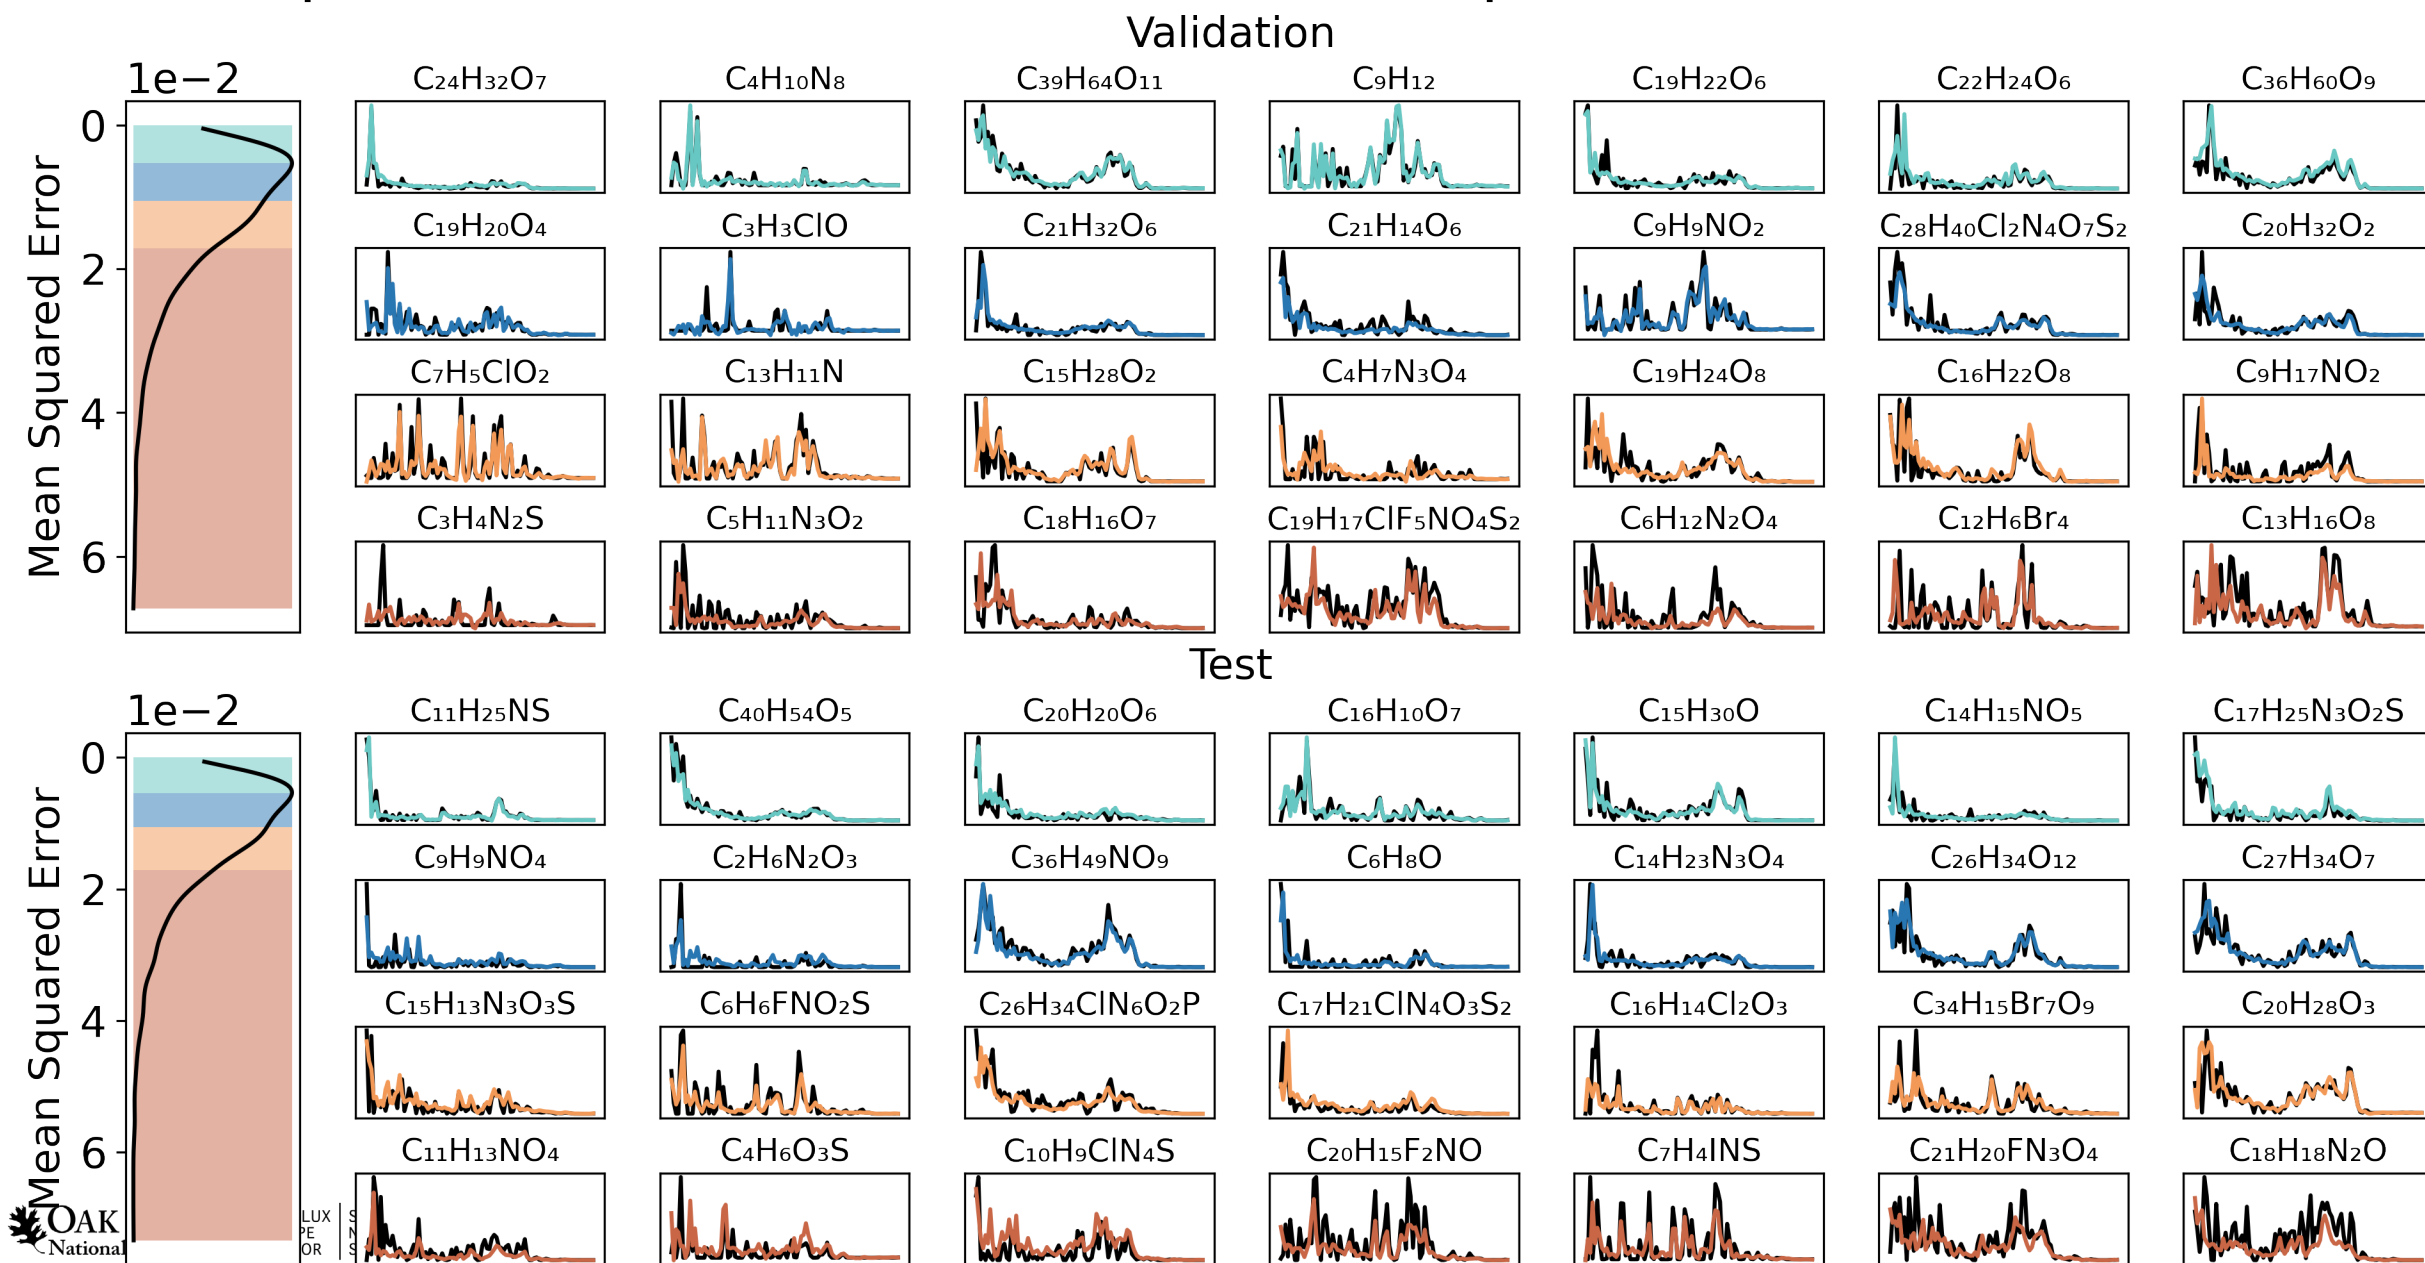 Validation
1e−2
C₂₄H₃₂O₇ C₄H₁₀N₈ C₃₉H₆₄O₁₁ C₉H₁₂ C₁₉H₂₂O₆ C₂₂H₂₄O₆ C₃₆H₆₀O₉
0
C₁₉H₂₀O₄ C₃H₃ClO C₂₁H₃₂O₆ C₂₁H₁₄O₆ C₉H₉NO₂ C₂₈H₄₀Cl₂N₄O₇S₂ C₂₀H₃₂O₂
2
Mean Squared Error
C₇H₅ClO₂ C₁₃H₁₁N C₁₅H₂₈O₂ C₄H₇N₃O₄ C₁₉H₂₄O₈ C₁₆H₂₂O₈ C₉H₁₇NO₂
4
C₃H₄N₂S C₅H₁₁N₃O₂ C₁₈H₁₆O₇ C₁₉H₁₇ClF₅NO₄S₂ C₆H₁₂N₂O₄ C₁₂H₆Br₄ C₁₃H₁₆O₈
6
Test
1e−2
C₁₁H₂₅NS C₄₀H₅₄O₅ C₂₀H₂₀O₆ C₁₆H₁₀O₇ C₁₅H₃₀O C₁₄H₁₅NO₅ C₁₇H₂₅N₃O₂S
0
C₉H₉NO₄ C₂H₆N₂O₃ C₃₆H₄₉NO₉ C₆H₈O C₁₄H₂₃N₃O₄ C₂₆H₃₄O₁₂ C₂₇H₃₄O₇
2
Mean Squared Error
C₁₅H₁₃N₃O₃S C₆H₆FNO₂S C₂₆H₃₄ClN₆O₂P C₁₇H₂₁ClN₄O₃S₂ C₁₆H₁₄Cl₂O₃ C₃₄H₁₅Br₇O₉ C₂₀H₂₈O₃
4
C₁₁H₁₃NO₄ C₄H₆O₃S C₁₀H₉ClN₄S C₂₀H₁₅F₂NO C₇H₄INS C₂₁H₂₀FN₃O₄ C₁₈H₁₈N₂O
6
OAK
National
LUX
PE
OR